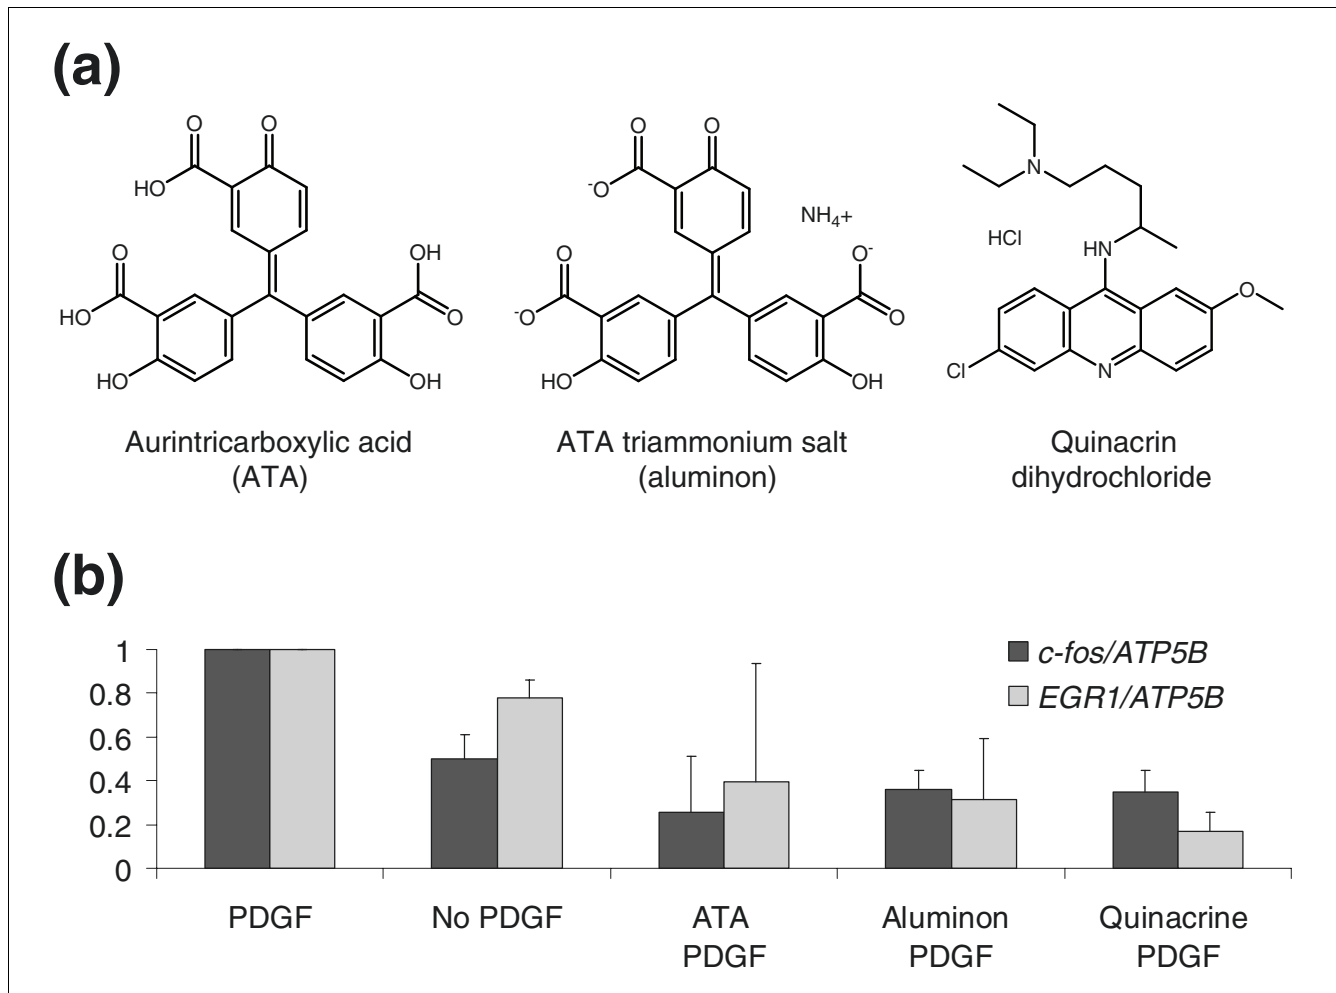 (a)
O O
HO
O OH
HO O
HO OH
O O
-O
NH4+
O O-
-O O
HO OH
N
HCl HN
O
Cl N
Aurintricarboxylic acid
(ATA)
ATA triammonium salt
(aluminon)
Quinacrin
dihydrochloride
(b)
1
0.8
0.6
0.4
0.2
0
c-fos/ATP5B
EGR1/ATP5B
PDGF
No PDGF
ATA
PDGF
Aluminon
PDGF
Quinacrine
PDGF